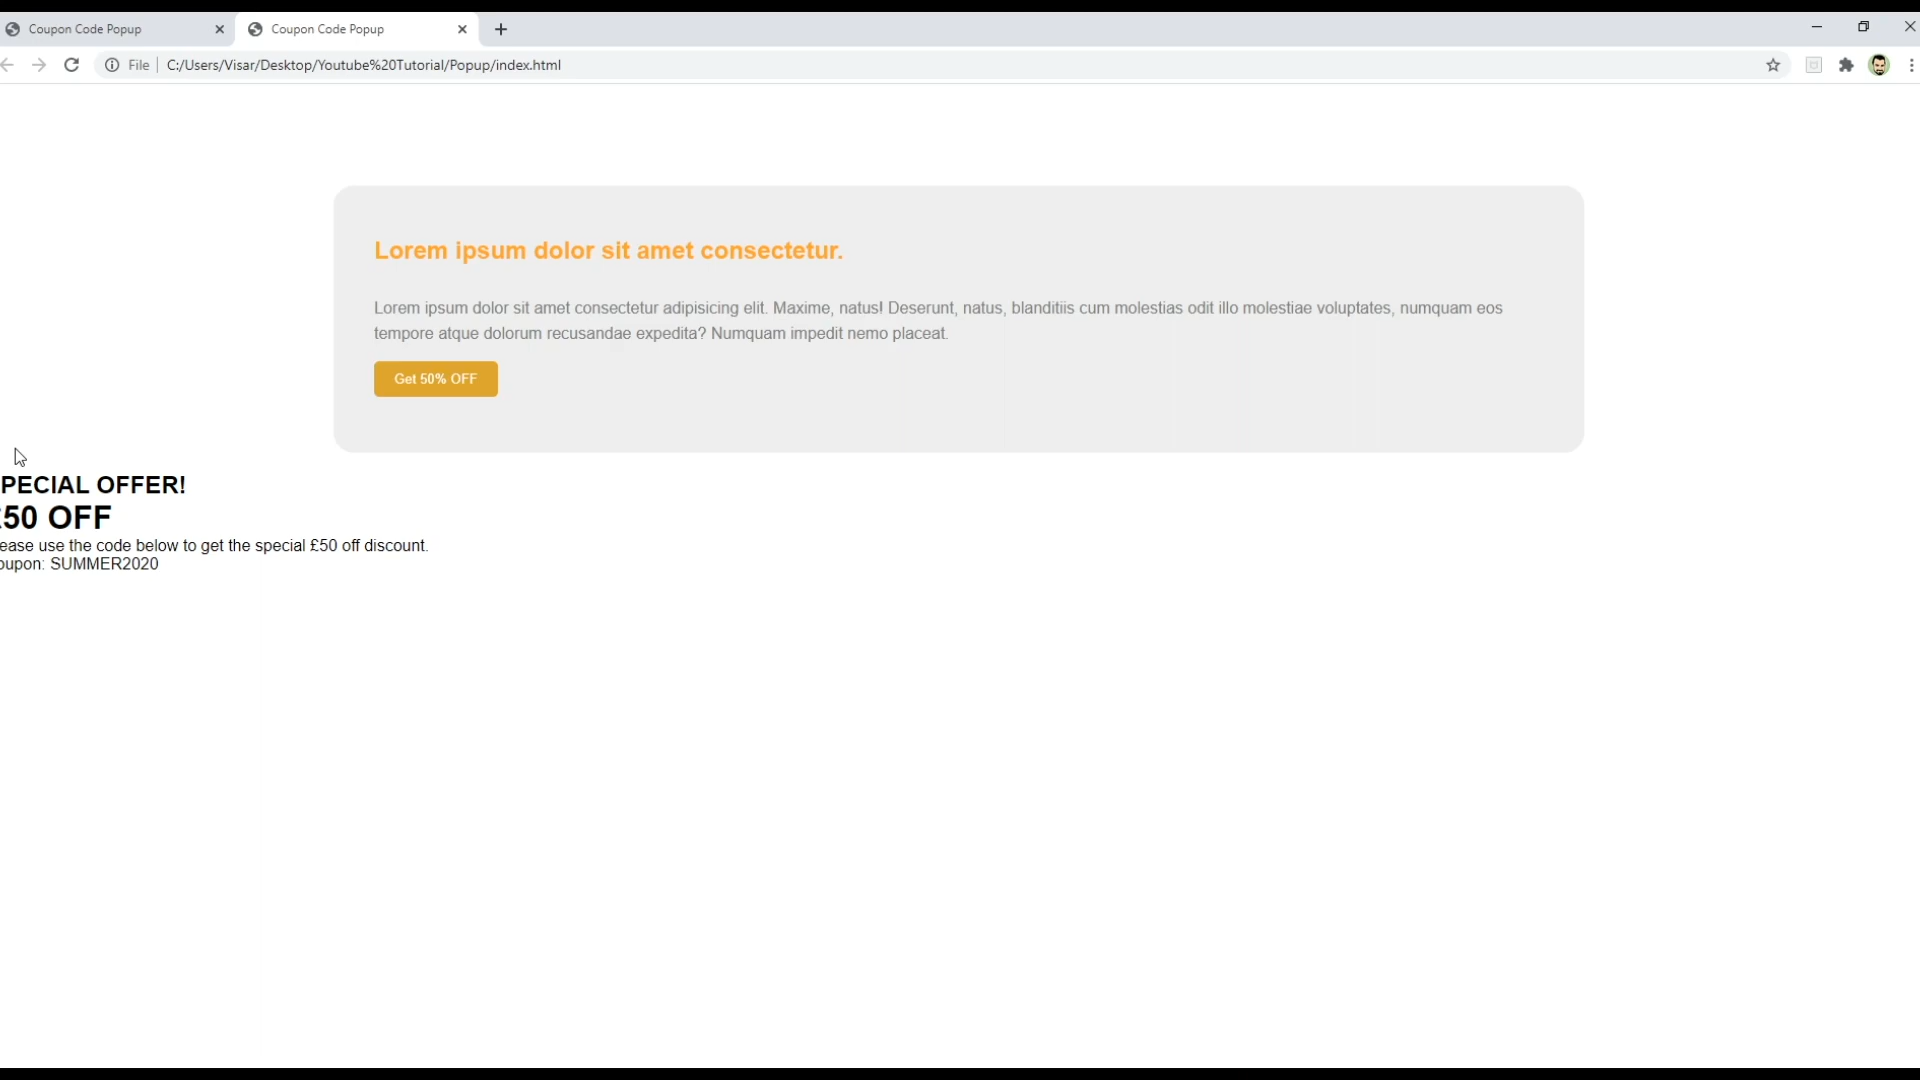 Coupon Code Popup
Coupon Code Popup
File
C:/Users/Visar/Desktop/Youtube%20Tutorial/Popup/index.html
Lorem ipsum dolor sit amet consectetur.
Lorem ipsum dolor sit amet consectetur adipisicing elit. Maxime, natus! Deserunt, natus, blanditiis cum molestias odit illo molestiae voluptates, numquam eos
tempore atque dolorum recusandae expedita? Numquam impedit nemo placeat.
Get 50% OFF
PECIAL OFFER!
50 OFF
ease use the code below to get the special £50 off discount.
oupon: SUMMER2020